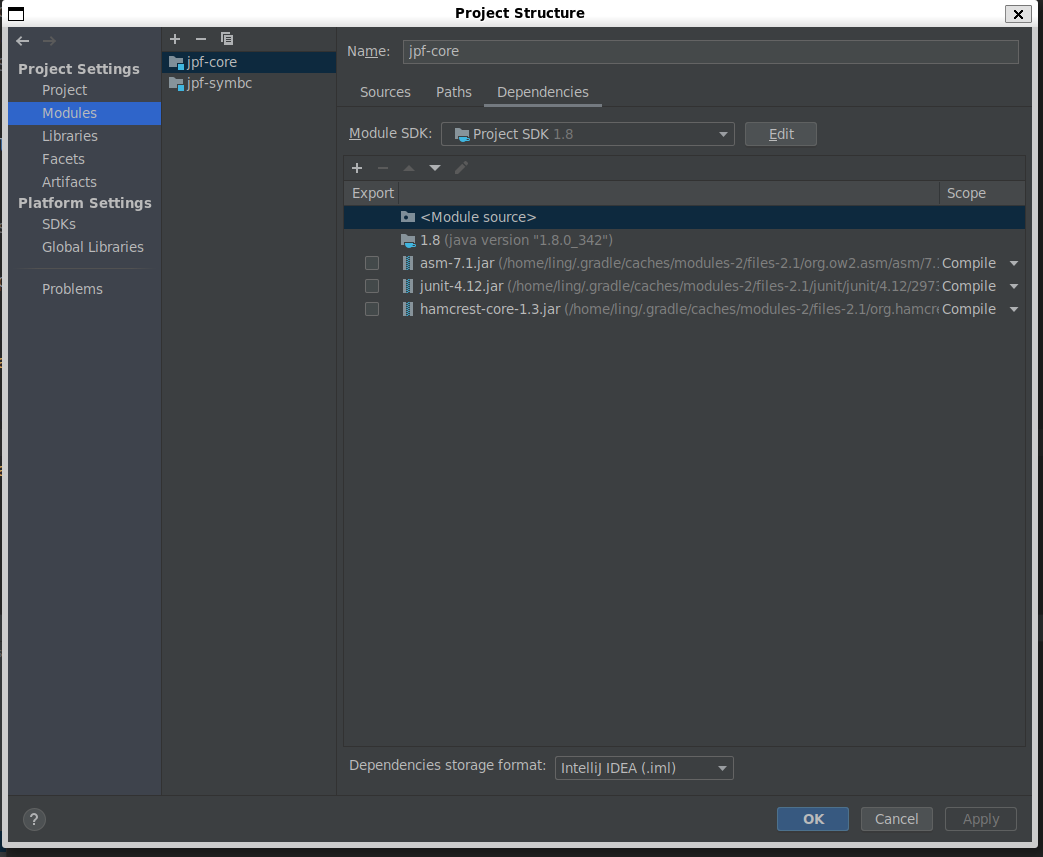 Project Structure
Project Settings
Project
Modules
Libraries
Facets
Artifacts
Platform Settings
SDKs
Global Libraries
Problems
jpf-core
jpf-symbc
Name: jpf-core
Sources Paths Dependencies
Module SDK: Project SDK 1.8 Edit
Export Scope
<Module source>
1.8 (java version "1.8.0_342")
asm-7.1.jar (/home/ling/.gradle/caches/modules-2/files-2.1/org.ow2.asm/asm/7. Compile
junit-4.12.jar (/home/ling/.gradle/caches/modules-2/files-2.1/junit/junit/4.12/2973 Compile
hamcrest-core-1.3.jar (/home/ling/.gradle/caches/modules-2/files-2.1/org.hamcre Compile
Dependencies storage format: IntelliJ IDEA (.iml)
? OK Cancel Apply